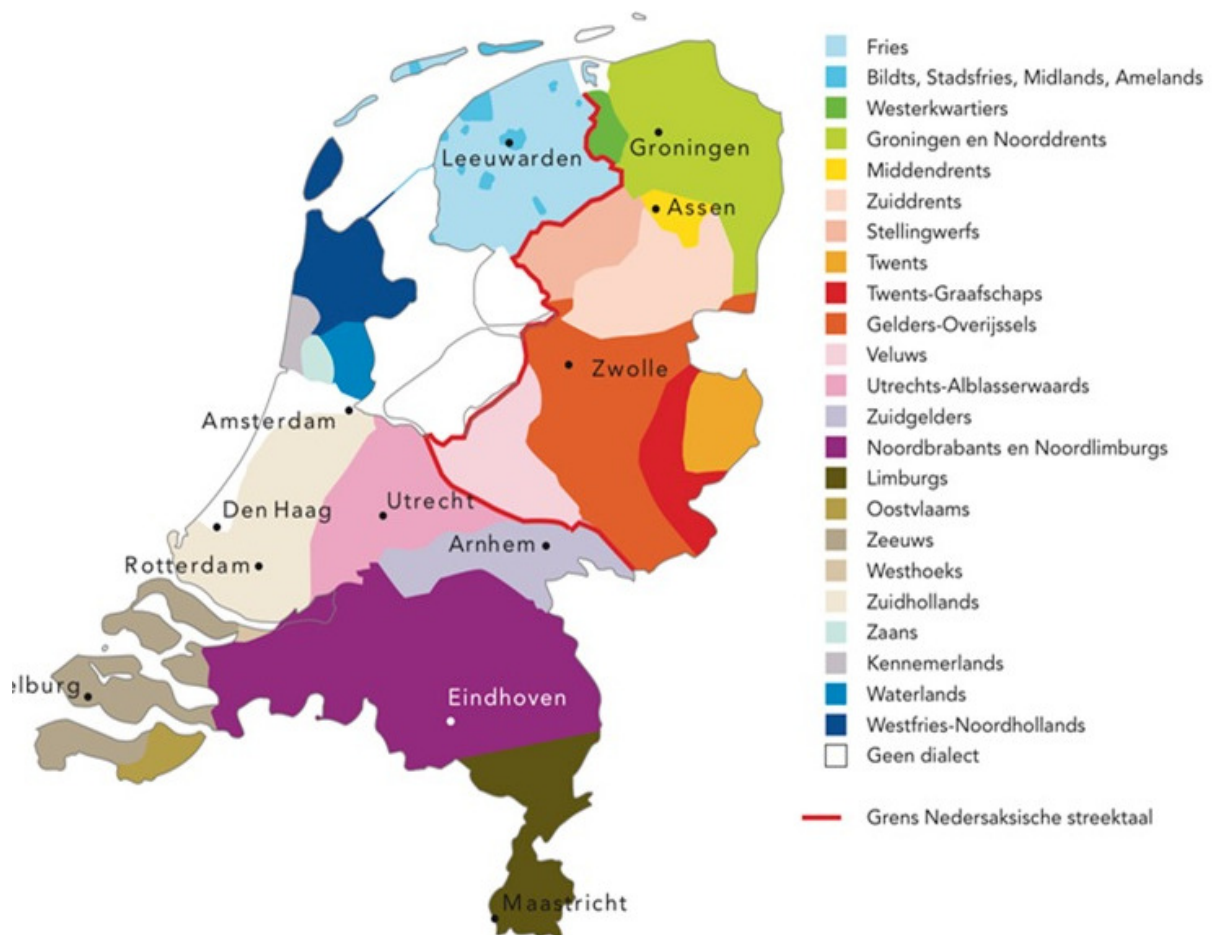 Leeuwarden
Groningen
Assen
Zwolle
Amsterdam
Den Haag
Utrecht
Rotterdam
Arnhem
elburg
Eindhoven
Maastricht
Fries
Bildts, Stadsfries, Midlands, Amelands
Westerkwartiers
Groningen en Noorddrents
Middendrents
Zuiddrents
Stellingwerfs
Twents
Twents-Graafschaps
Gelders-Overijssels
Veluws
Utrechts-Alblasserwaards
Zuidgelders
Noordbrabants en Noordlimburgs
Limburgs
Oostvlaams
Zeeuws
Westhoeks
Zuidhollands
Zaans
Kennemerlands
Waterlands
Westfries-Noordhollands
Geen dialect
Grens Nedersaksische streektaal